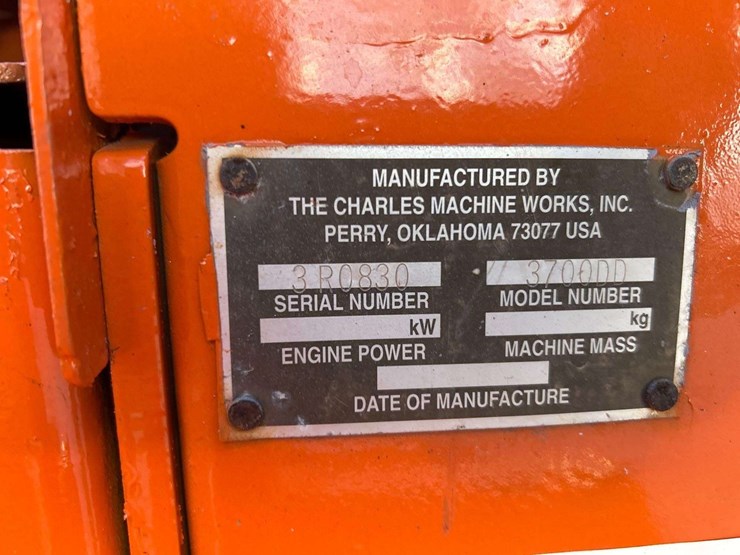 MANUFACTURED BY
THE CHARLES MACHINE WORKS, INC.
PERRY, OKLAHOMA 73077 USA
3R0830 3700DD
SERIAL NUMBER MODEL NUMBER
kW kg
ENGINE POWER MACHINE MASS
DATE OF MANUFACTURE